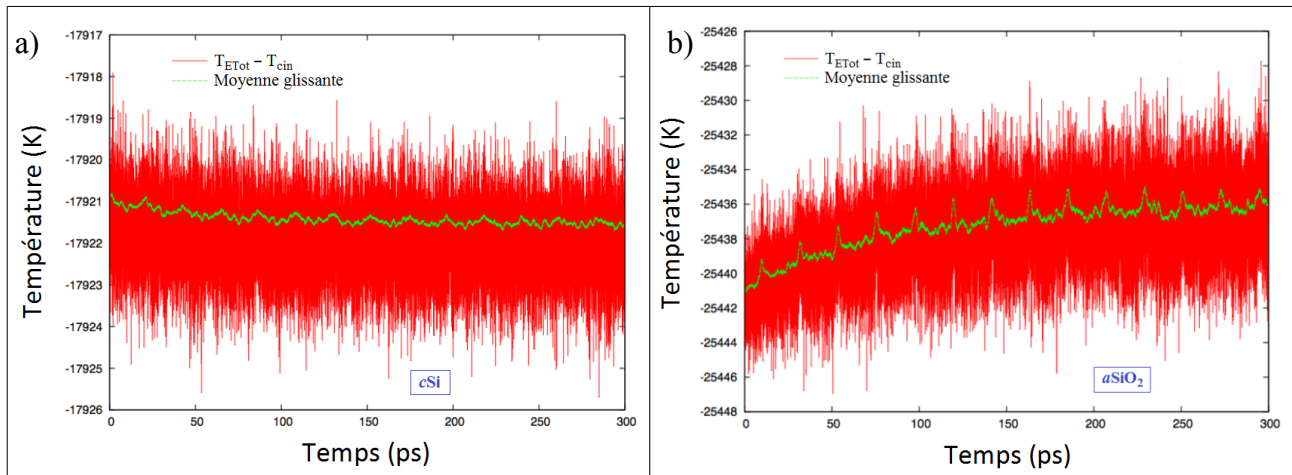 a)
Température (K)
-17917
-17918
-17919
-17920
-17921
-17922
-17923
-17924
-17925
-17926
T_ETot – T_cin
Moyenne glissante
cSi
0 50 100 150 200 250 300
Temps (ps)
b)
Température (K)
-25426
-25428
-25430
-25432
-25434
-25436
-25438
-25440
-25442
-25444
-25446
-25448
T_ETot – T_cin
Moyenne glissante
aSiO₂
0 50 100 150 200 250 300
Temps (ps)